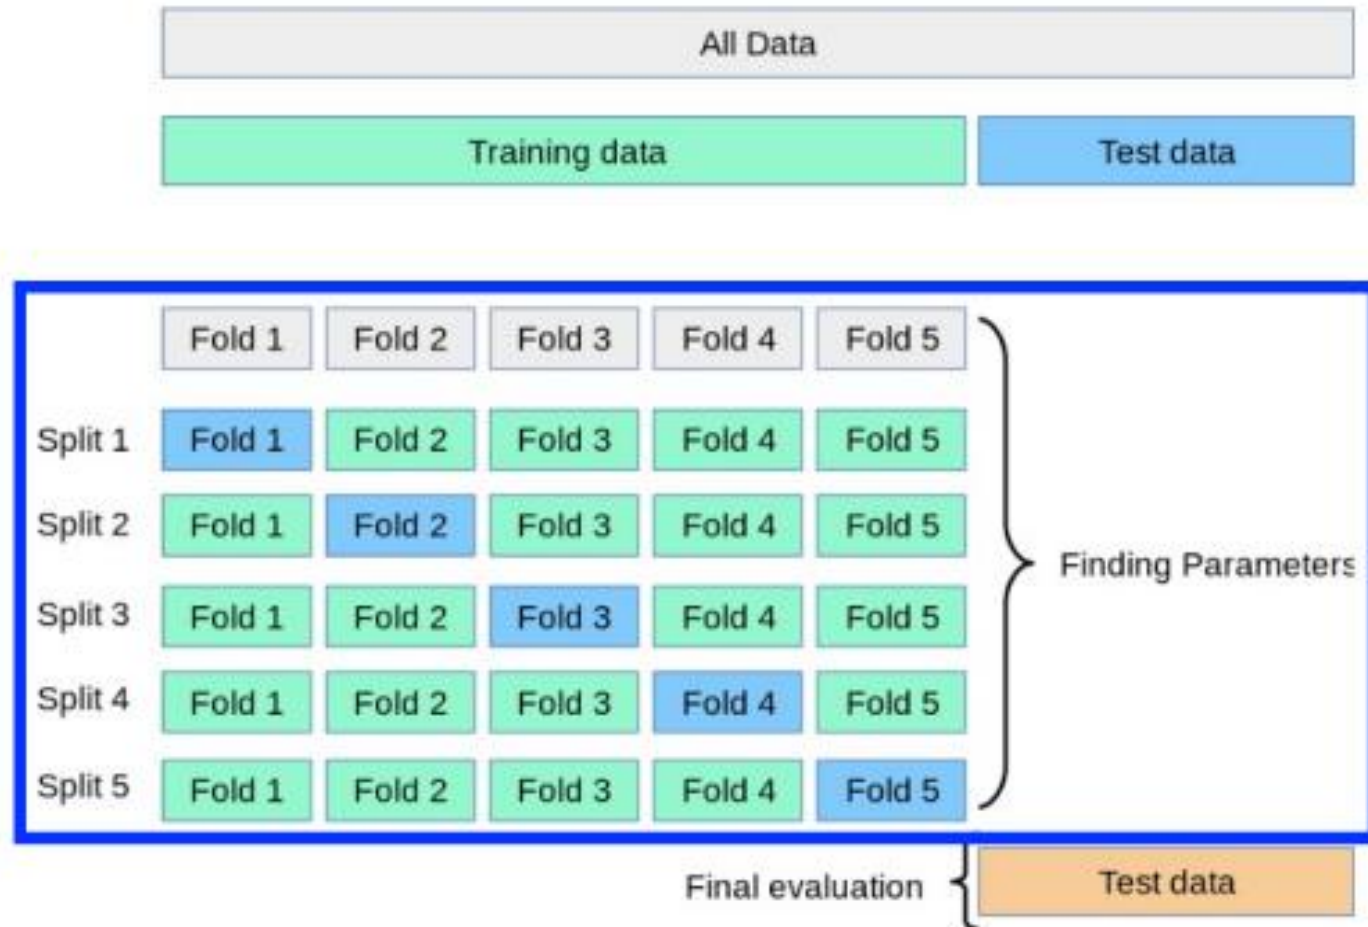 All Data
Training data Test data
Fold 1 Fold 2 Fold 3 Fold 4 Fold 5
Split 1 Fold 1 Fold 2 Fold 3 Fold 4 Fold 5
Split 2 Fold 1 Fold 2 Fold 3 Fold 4 Fold 5
Finding Parameters
Split 3 Fold 1 Fold 2 Fold 3 Fold 4 Fold 5
Split 4 Fold 1 Fold 2 Fold 3 Fold 4 Fold 5
Split 5 Fold 1 Fold 2 Fold 3 Fold 4 Fold 5
Final evaluation Test data